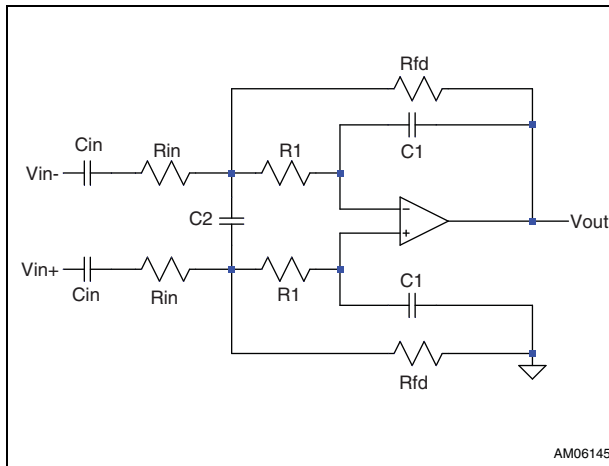 Rfd
Cin
Rin
R1
C1
Vin-
C2
−
+
Vout
Vin+
Cin
Rin
R1
C1
Rfd
AM06145